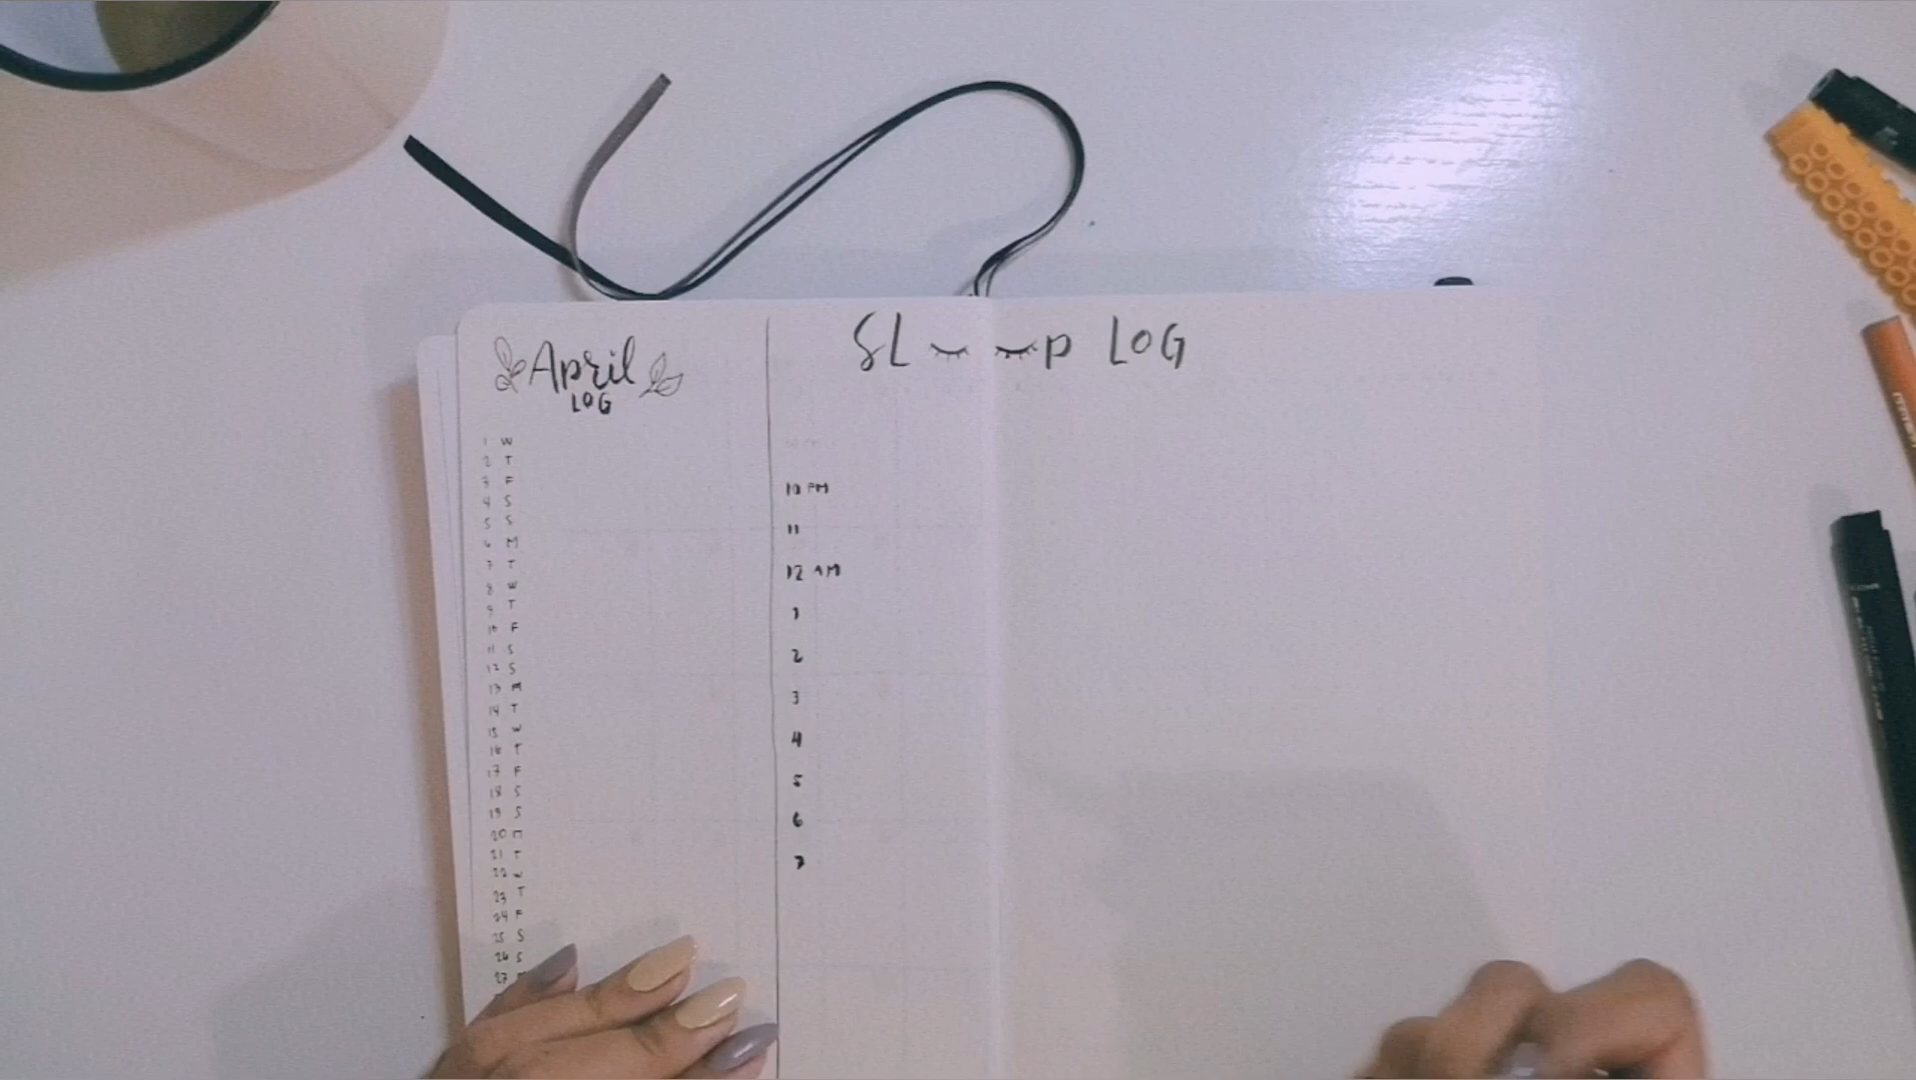 April
LOG
1 W
2 T
3 F
4 S
5 S
6 M
7 T
8 W
9 T
10 F
11 S
12 S
13 M
14 T
15 W
16 T
17 F
18 S
19 S
20 M
21 T
22 W
23 T
24 F
25 S
26 S
27 M
SL P LOG
10 PM
11
12 AM
1
2
3
4
5
6
7